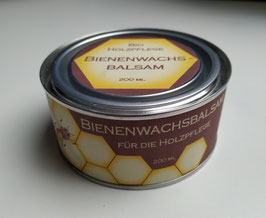 Bio
Holzpflege
Bienenwachs-
balsam
200 ml
Bienenwachsbalsam
für die Holzpflege
200 ml